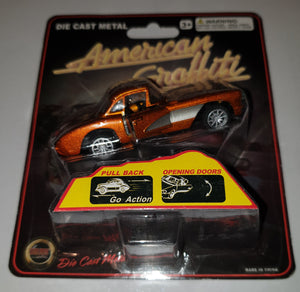 DIE CAST METAL
3+
WARNING
American
Graffiti
PULL BACK
Go Action
OPENING DOORS
Die Cast Metal
MADE IN CHINA